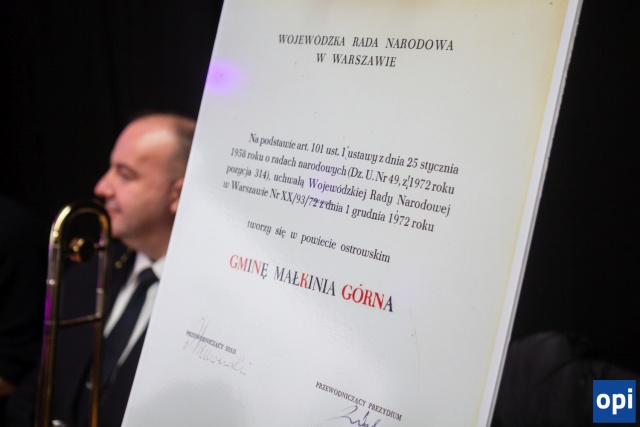 WOJEWÓDZKA RADA NARODOWA
W WARSZAWIE
Na podstawie art. 101 ust. 1 ustawy z dnia 25 stycznia
1958 roku o radach narodowych (Dz. U. Nr 49, z 1972 roku
pozycja 314), uchwałą Wojewódzkiej Rady Narodowej
w Warszawie Nr XX/93/72 z dnia 1 grudnia 1972 roku
tworzy się w powiecie ostrowskim
GMINĘ MAŁKINIA GÓRNA
PRZEWODNICZĄCY SESJI
PRZEWODNICZĄCY PREZYDIUM
opi